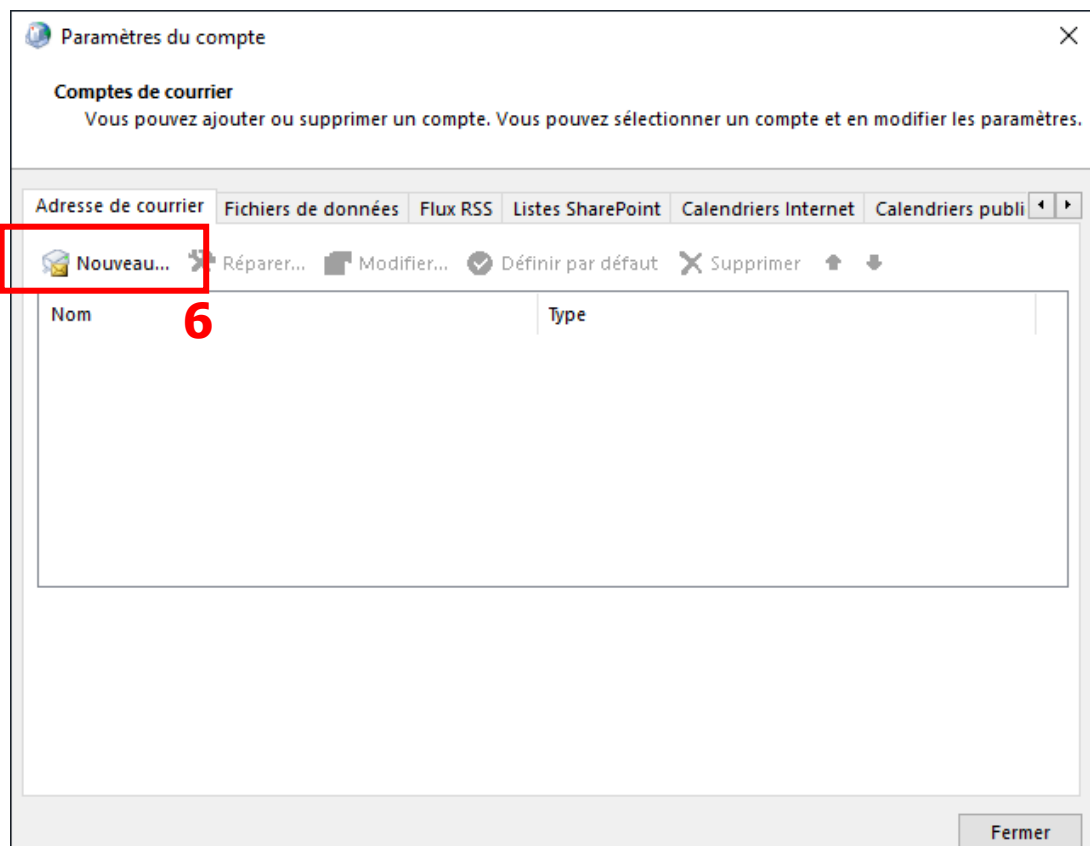 Paramètres du compte
Comptes de courrier
Vous pouvez ajouter ou supprimer un compte. Vous pouvez sélectionner un compte et en modifier les paramètres.
Adresse de courrier Fichiers de données Flux RSS Listes SharePoint Calendriers Internet Calendriers publi
Nouveau... Réparer... Modifier... Définir par défaut Supprimer
Nom Type
6
Fermer